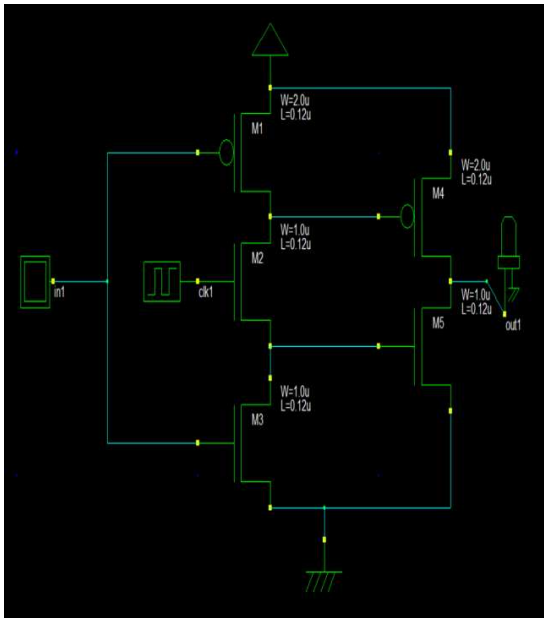 W=2.0u
L=0.12u
M1
W=2.0u
L=0.12u
M4
W=1.0u
L=0.12u
M2
in1
clk1
W=1.0u
L=0.12u
out1
M5
W=1.0u
L=0.12u
M3